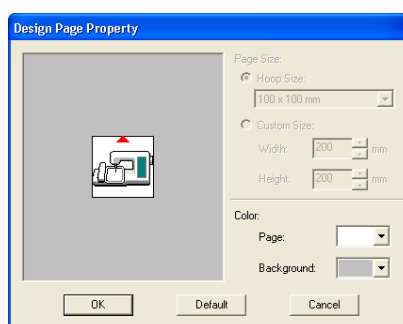 Design Page Property
Page Size:
Hoop Size:
100 x 100 mm
Custom Size:
Width: 200 mm
Height: 200 mm
Color:
Page:
Background:
OK Default Cancel